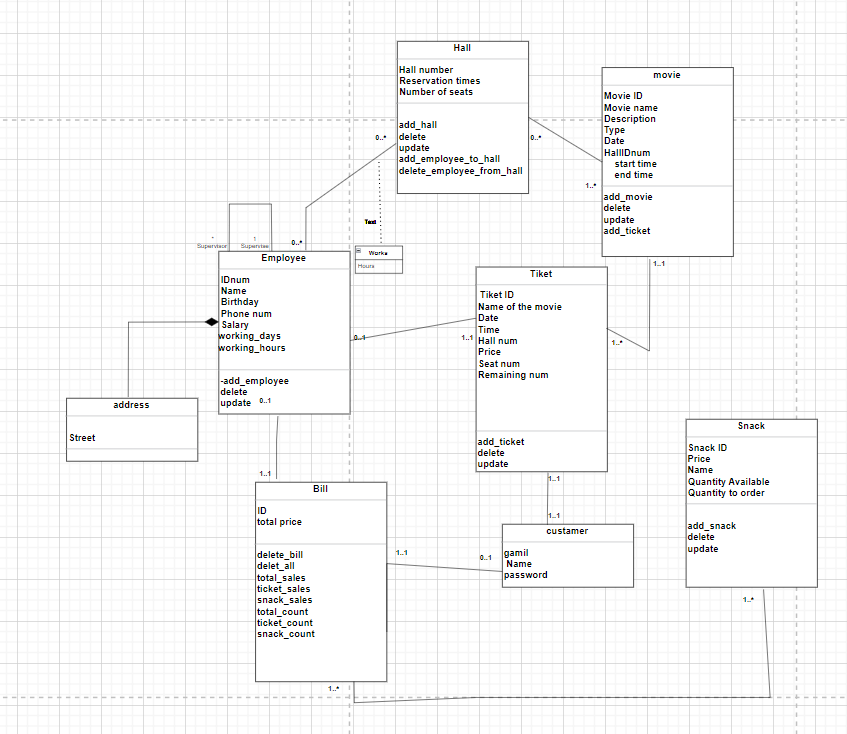 Hall
Hall number
Reservation times
Number of seats
add_hall
delete
update
add_employee_to_hall
delete_employee_from_hall
0..*
0..*
movie
Movie ID
Movie name
Description
Type
Date
HallIDnum
start time
end time
add_movie
delete
update
add_ticket
1..*
1..1
Text
*
Supervisor
1
Supervise
0..*
Works
Hours
Employee
IDnum
Name
Birthday
Phone num
Salary
working_days
working_hours
-add_employee
delete
update
0..1
0..1
1..1
Tiket
Tiket ID
Name of the movie
Date
Time
Hall num
Price
Seat num
Remaining num
add_ticket
delete
update
1..*
1..1
address
Street
1..1
Bill
ID
total price
delete_bill
delet_all
total_sales
ticket_sales
snack_sales
total_count
ticket_count
snack_count
1..1
0..1
1..*
1..1
custamer
gamil
Name
password
Snack
Snack ID
Price
Name
Quantity Available
Quantity to order
add_snack
delete
update
1..*